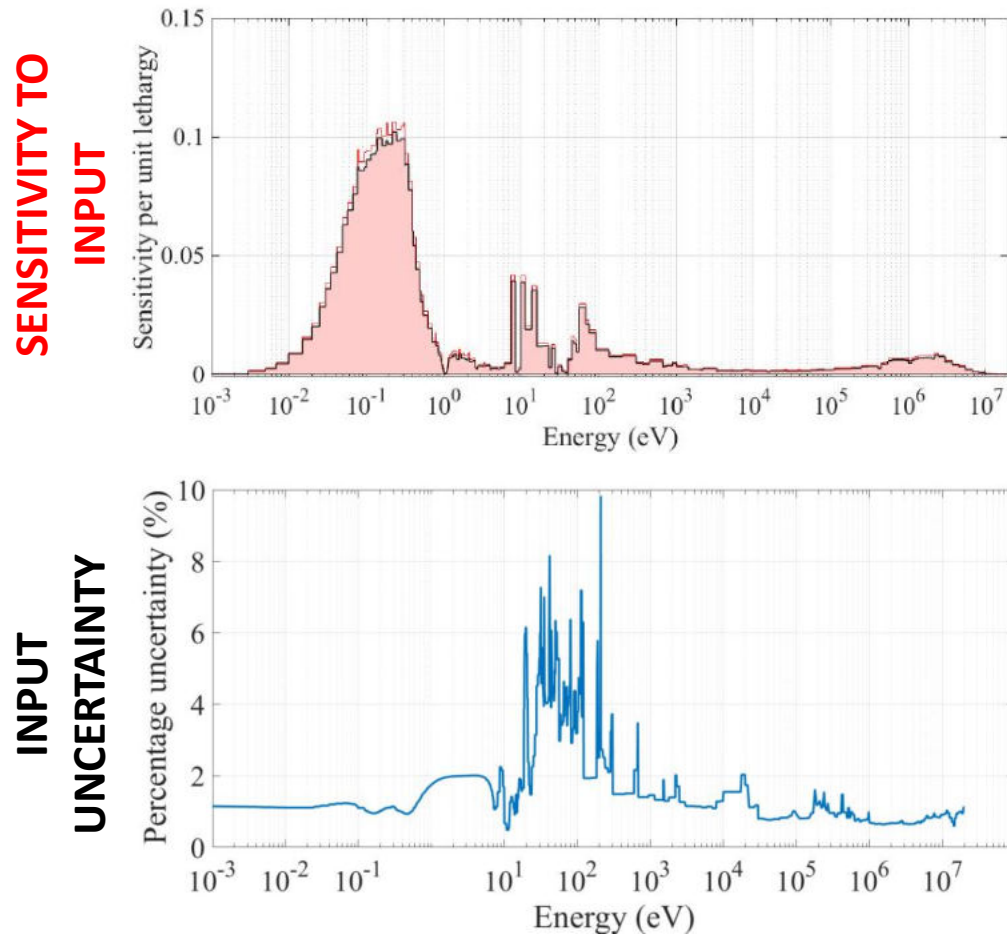 SENSITIVITY TO
INPUT
Sensitivity per unit lethargy
0.15
0.1
0.05
0
10-3 10-2 10-1 100 101 102 103 104 105 106 107
Energy (eV)
INPUT
UNCERTAINTY
Percentage uncertainty (%)
10
8
6
4
2
0
10-3 10-2 10-1 101 102 103 104 105 106 107
Energy (eV)